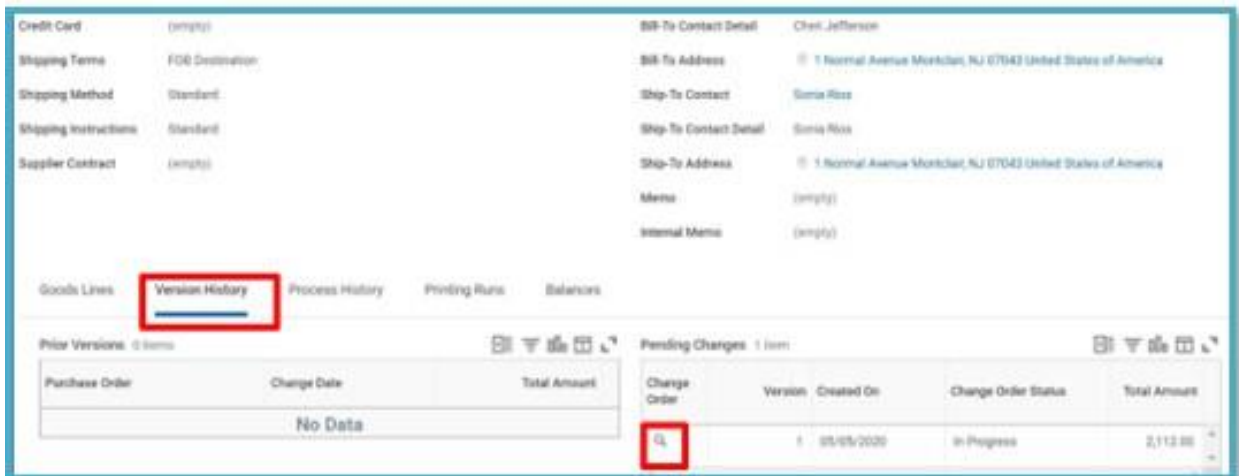 Credit Card (empty) Bill-To Contact Detail Cheri Jefferson
Shipping Terms FOB Destination Bill-To Address 1 Normal Avenue Montclair, NJ 07043 United States of America
Shipping Method Standard Ship-To Contact Sonia Rios
Shipping Instructions Standard Ship-To Contact Detail Sonia Rios
Supplier Contract (empty) Ship-To Address 1 Normal Avenue Montclair, NJ 07043 United States of America
Memo (empty)
Internal Memo (empty)
Goods Lines Version History Process History Printing Runs Balances
Prior Versions 0 items Pending Changes 1 item
Purchase Order Change Date Total Amount Change Order Version Created On Change Order Status Total Amount
No Data
1 05/05/2020 In Progress 2,112.00